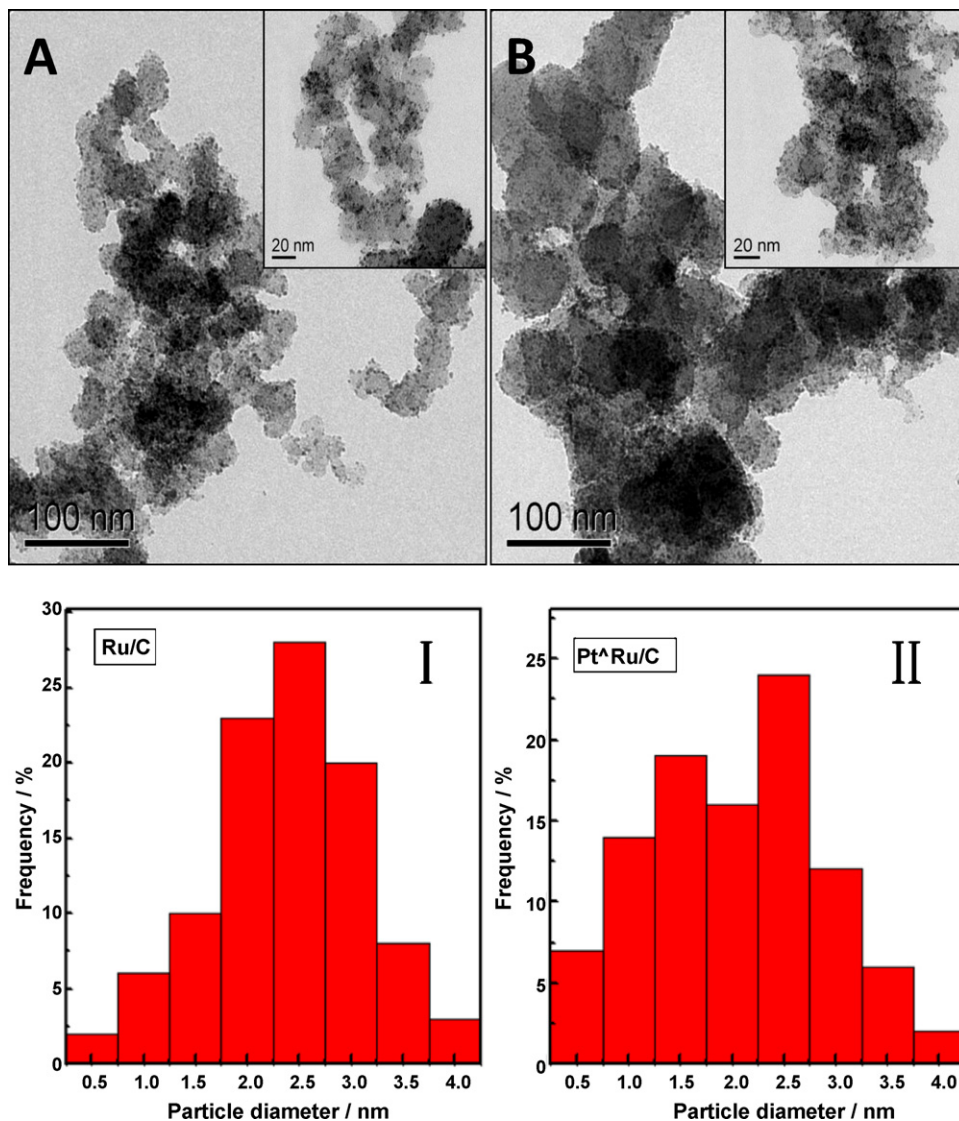 A
20 nm
100 nm
B
20 nm
100 nm
Ru/C
I
Frequency / %
30
25
20
15
10
5
0
0.5 1.0 1.5 2.0 2.5 3.0 3.5 4.0
Particle diameter / nm
Pt^Ru/C
II
Frequency / %
25
20
15
10
5
0
0.5 1.0 1.5 2.0 2.5 3.0 3.5 4.0
Particle diameter / nm